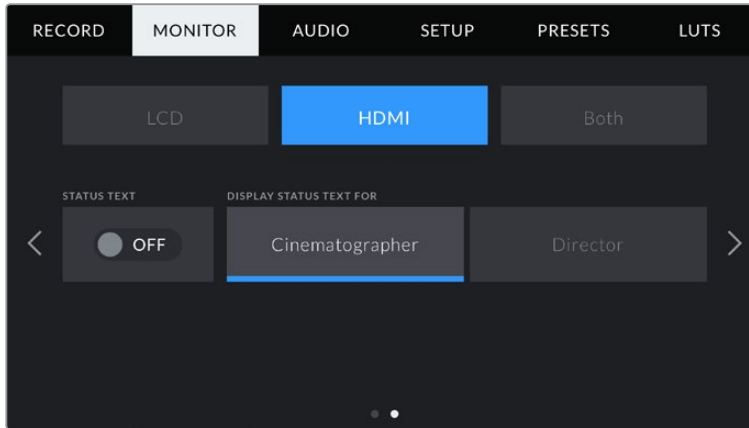 RECORD MONITOR AUDIO SETUP PRESETS LUTS
LCD HDMI Both
STATUS TEXT DISPLAY STATUS TEXT FOR
OFF Cinematographer Director